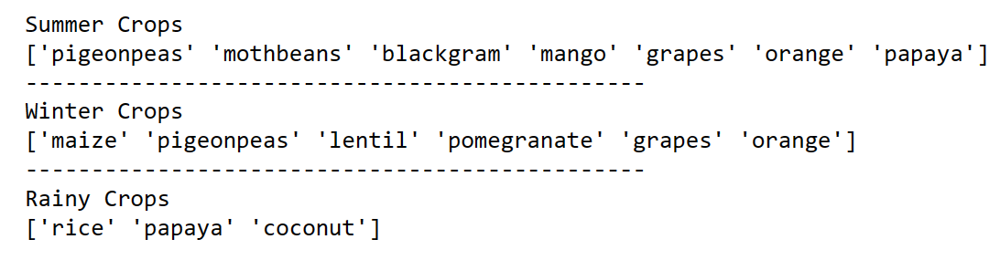 Summer Crops
['pigeonpeas' 'mothbeans' 'blackgram' 'mango' 'grapes' 'orange' 'papaya']
-----------------------------------------------
Winter Crops
['maize' 'pigeonpeas' 'lentil' 'pomegranate' 'grapes' 'orange']
-----------------------------------------------
Rainy Crops
['rice' 'papaya' 'coconut']